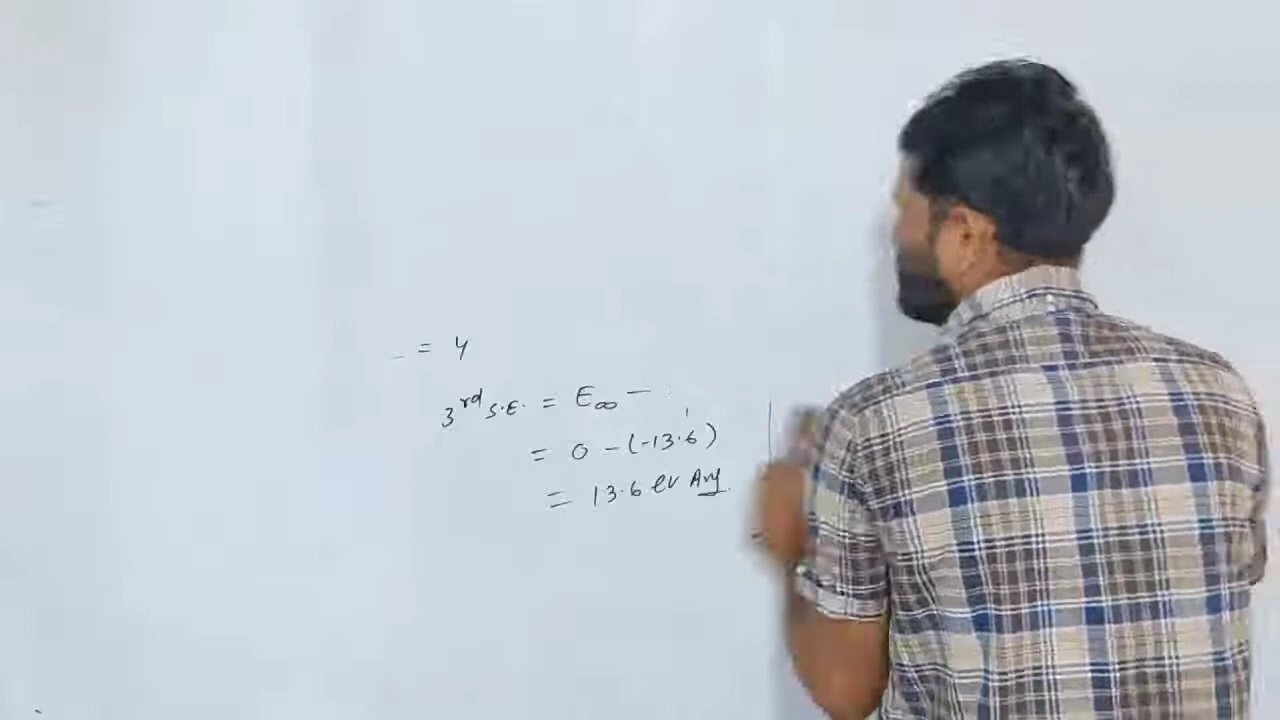 = 4
3rd S.E. = E∞ –
= 0 – (-13.6)
= 13.6 ev Ans.